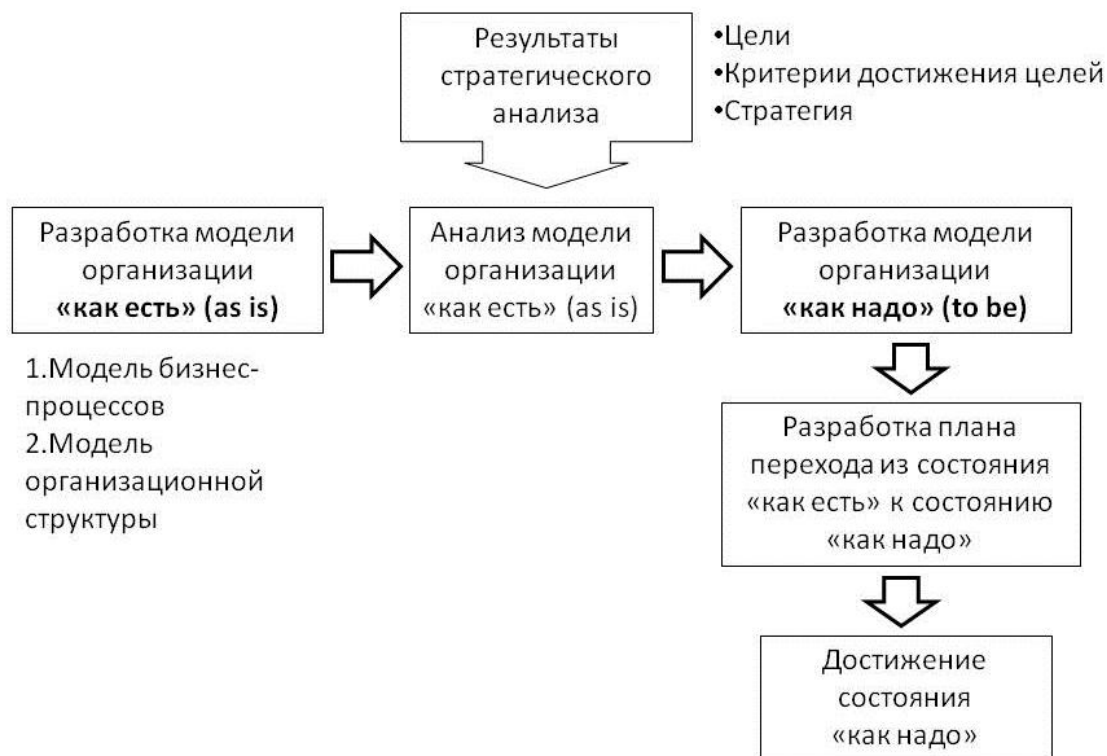 Результаты
стратегического
анализа
•Цели
•Критерии достижения целей
•Стратегия
Разработка модели
организации
«как есть» (as is)
Анализ модели
организации
«как есть» (as is)
Разработка модели
организации
«как надо» (to be)
1.Модель бизнес-
процессов
2.Модель
организационной
структуры
Разработка плана
перехода из состояния
«как есть» к состоянию
«как надо»
Достижение
состояния
«как надо»